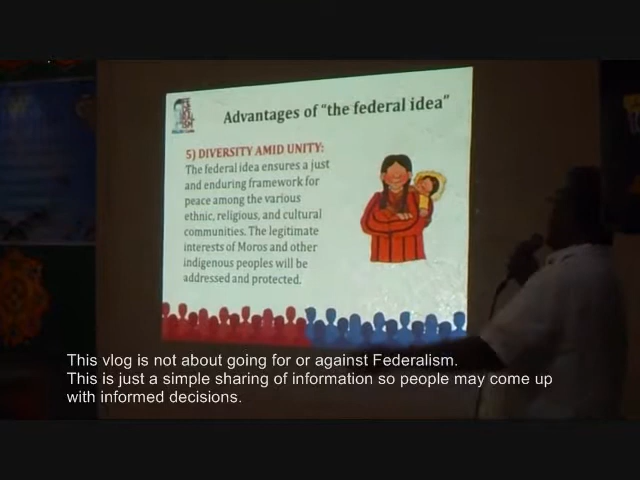 Advantages of "the federal idea"
5) DIVERSITY AMID UNITY:
The federal idea ensures a just
and enduring framework for
peace among the various
ethnic, religious, and cultural
communities. The legitimate
interests of Moros and other
indigenous peoples will be
addressed and protected.
This vlog is not about going for or against Federalism.
This is just a simple sharing of information so people may come up
with informed decisions.